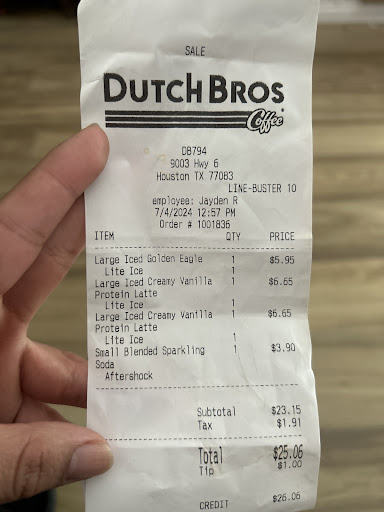 SALE
DUTCH BROS
Coffee
DB794
9003 Hwy 6
Houston TX 77083
LINE-BUSTER 10
employee: Jayden R
7/4/2024 12:57 PM
Order # 1001836
ITEM QTY PRICE
Large Iced Golden Eagle 1 $5.95
Lite Ice 1
Large Iced Creamy Vanilla 1 $6.65
Protein Latte
Lite Ice 1
Large Iced Creamy Vanilla 1 $6.65
Protein Latte
Lite Ice 1
Small Blended Sparkling 1 $3.90
Soda
Aftershock
Subtotal $23.15
Tax $1.91
Total $25.06
Tip $1.00
CREDIT $26.06